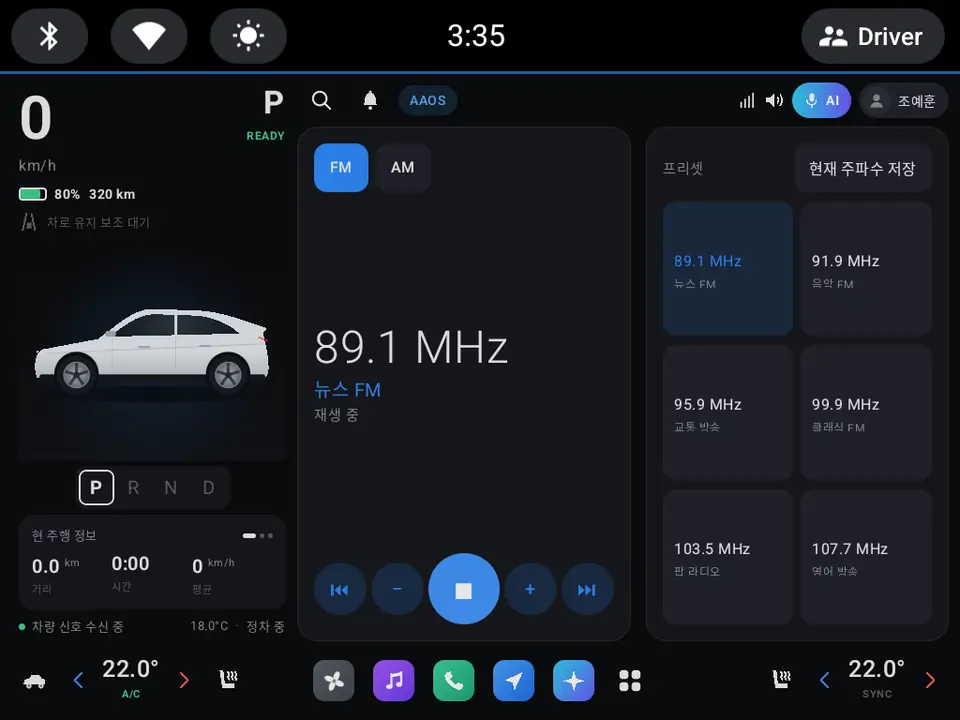 3:35
Driver
0
P
READY
km/h
80% 320 km
차로 유지 보조 대기
AAOS
AI
조예훈
FM
AM
89.1 MHz
뉴스 FM
재생 중
프리셋
현재 주파수 저장
89.1 MHz
뉴스 FM
91.9 MHz
음악 FM
95.9 MHz
교통 방송
99.9 MHz
클래식 FM
103.5 MHz
팝 라디오
107.7 MHz
영어 방송
P R N D
현 주행 정보
0.0 km
거리
0:00
시간
0 km/h
평균
차량 신호 수신 중
18.0°C · 정차 중
22.0°
A/C
22.0°
SYNC